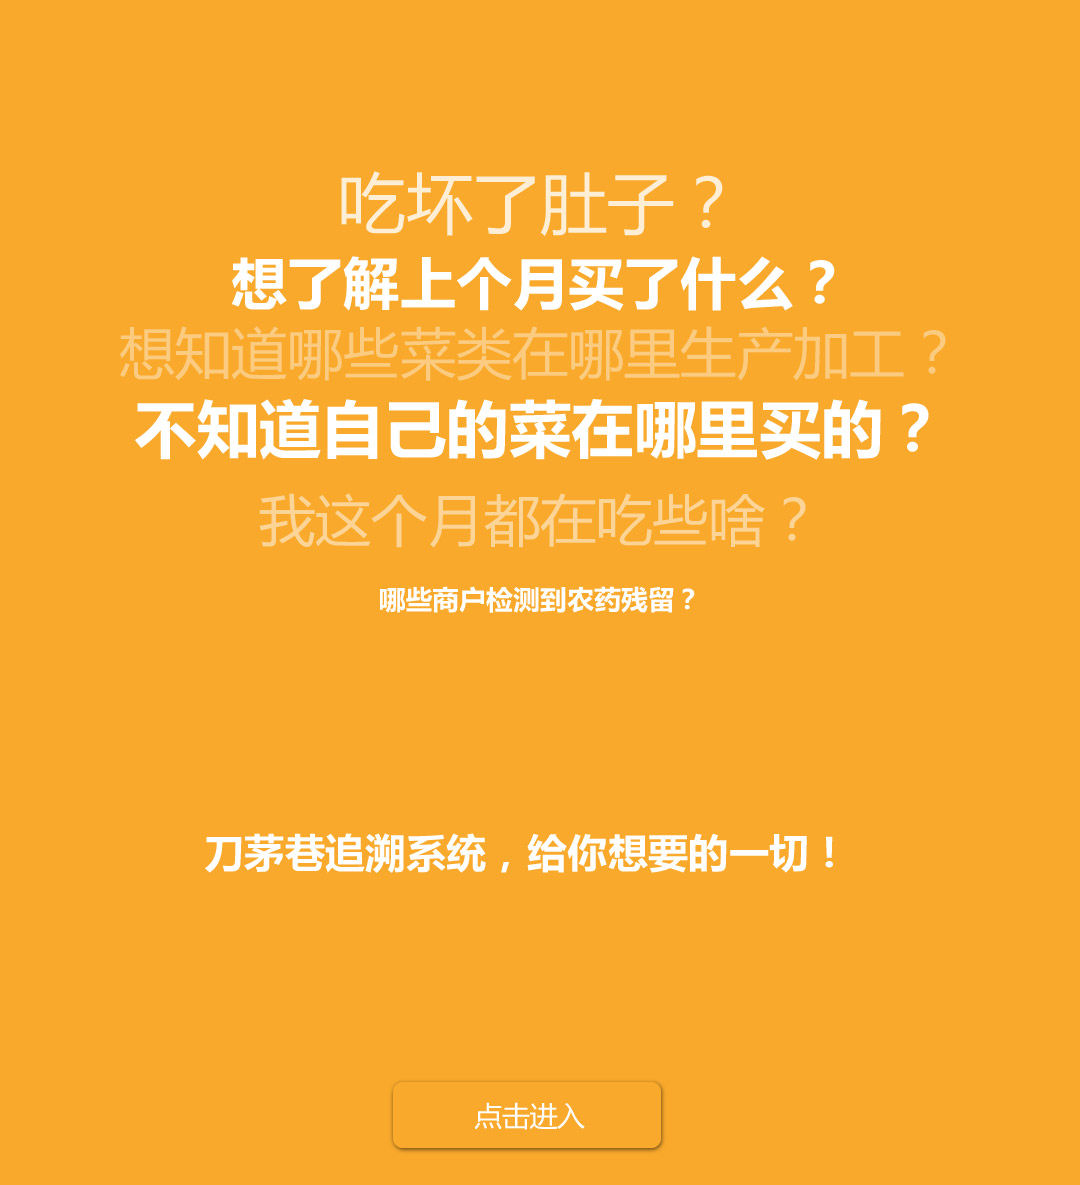 吃坏了肚子？
想了解上个月买了什么？
想知道哪些菜类在哪里生产加工？
不知道自己的菜在哪里买的？
我这个月都在吃些啥？
哪些商户检测到农药残留？
刀茅巷追溯系统，给你想要的一切！
点击进入